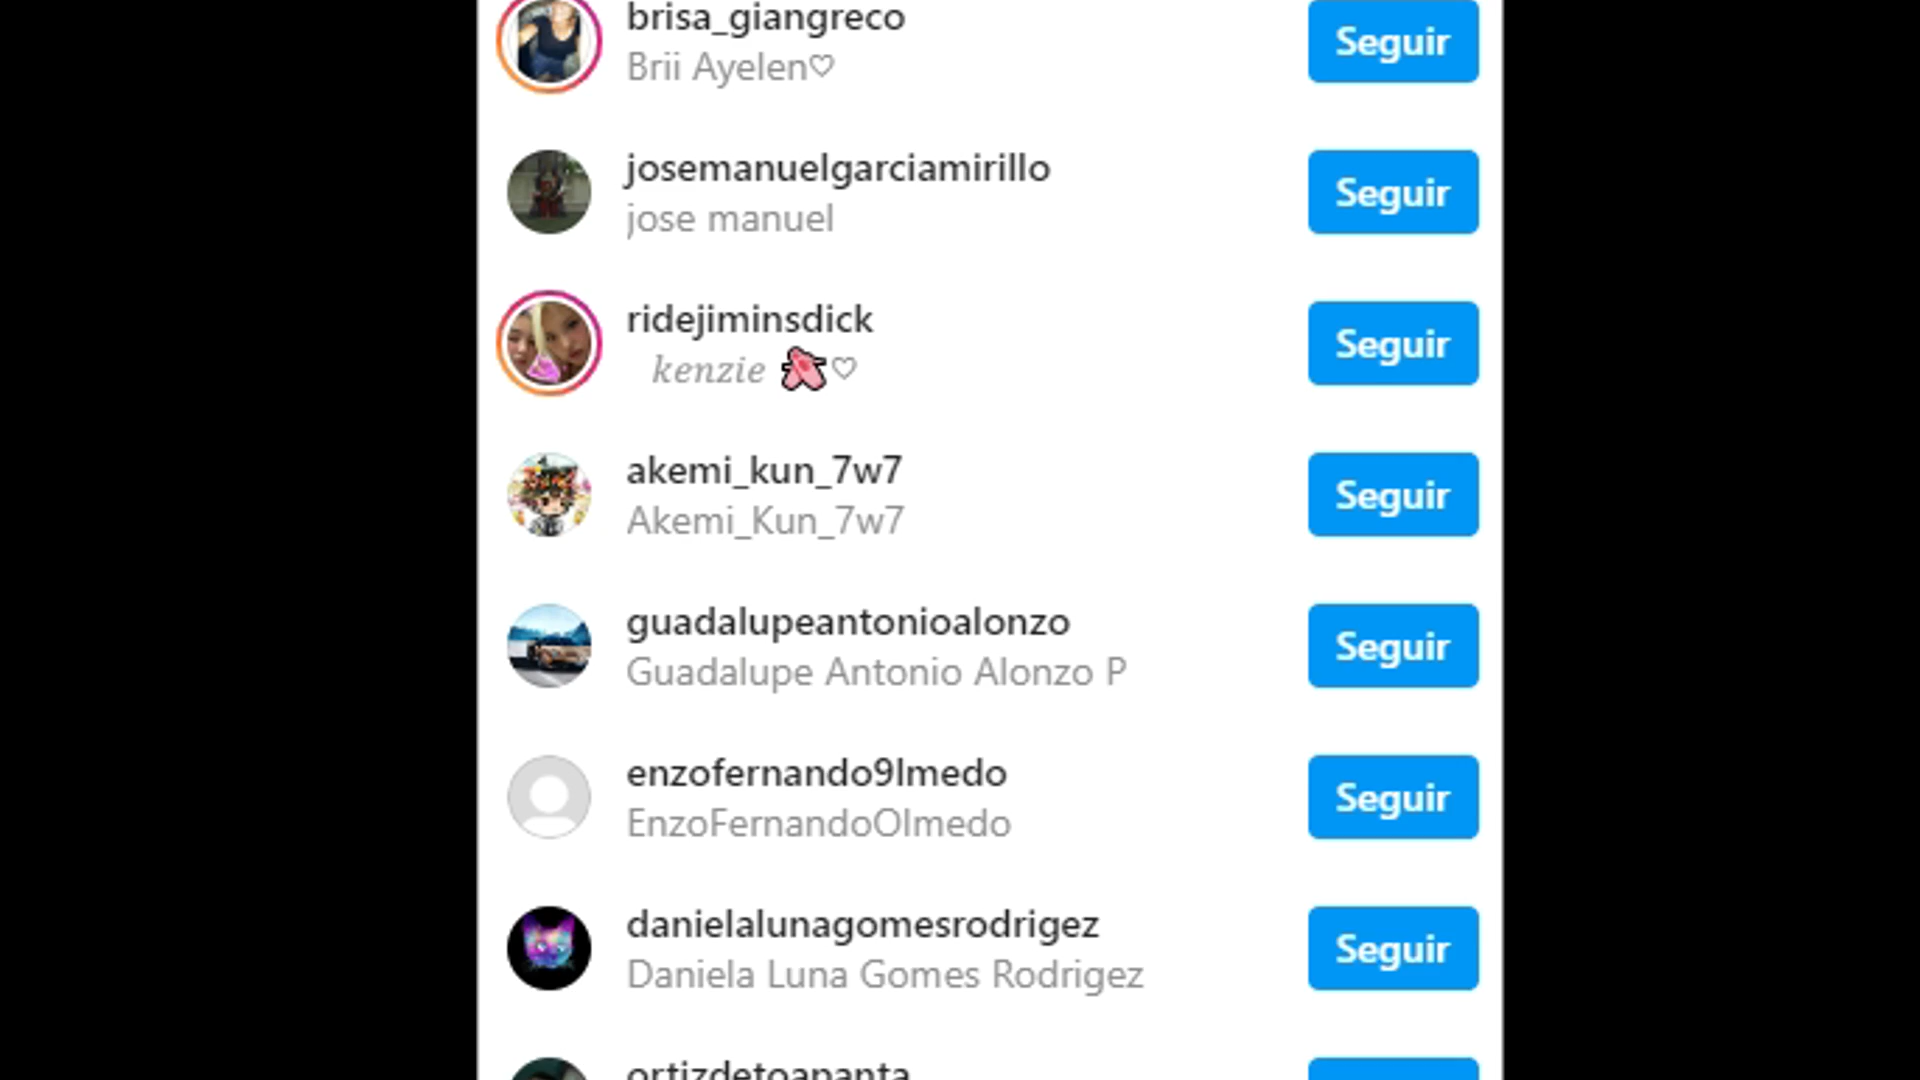 brisa_giangreco
Brii Ayelen♡
Seguir
josemanuelgarciamirillo
jose manuel
Seguir
ridejiminsdick
kenzie 🩰♡
Seguir
akemi_kun_7w7
Akemi_Kun_7w7
Seguir
guadalupeantonioalonzo
Guadalupe Antonio Alonzo P
Seguir
enzofernando9lmedo
EnzoFernandoOlmedo
Seguir
danielalunagomesrodrigez
Daniela Luna Gomes Rodrigez
Seguir
ortizdetoapanta